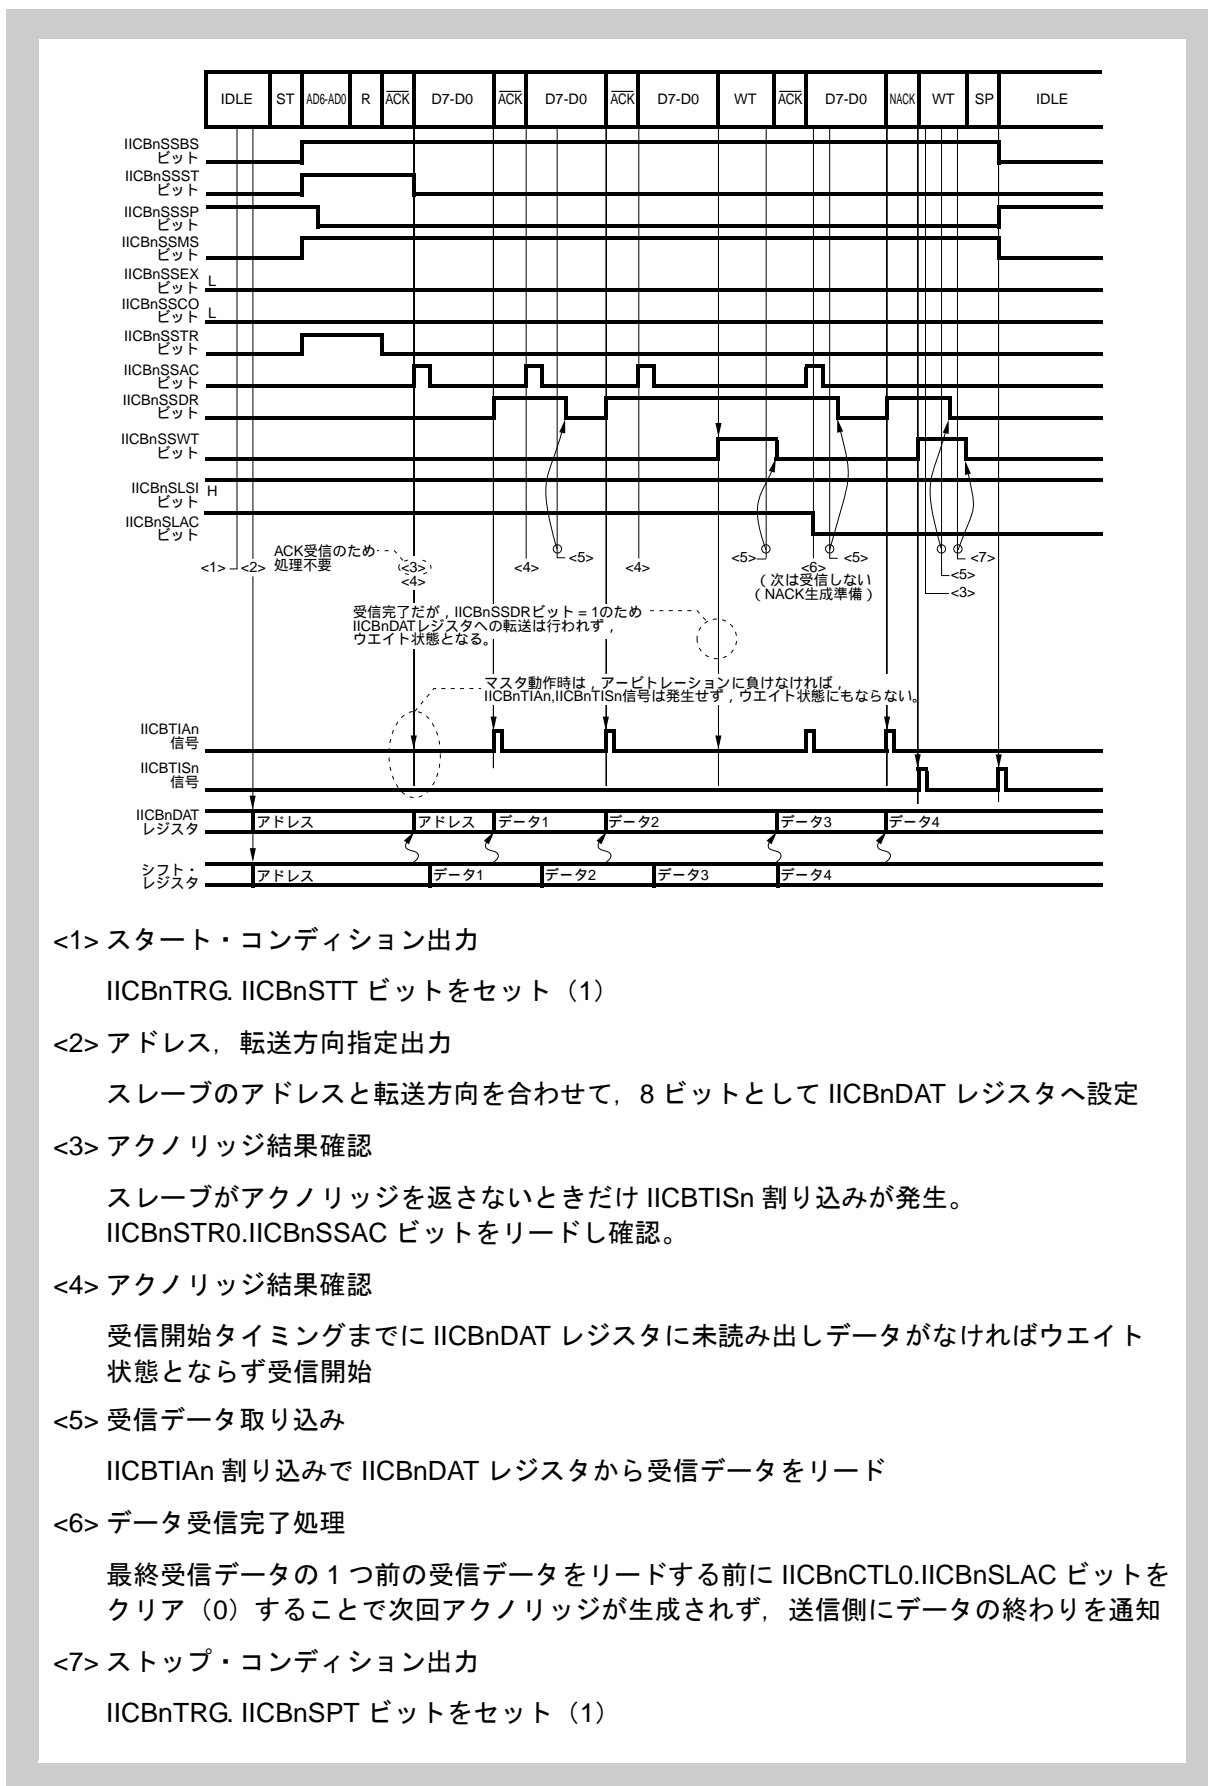 IDLE ST AD6-AD0 R ACK D7-D0 ACK D7-D0 ACK D7-D0 WT ACK D7-D0 NACK WT SP IDLE
IICBnSSBS
ビット
IICBnSSST
ビット
IICBnSSSP
ビット
IICBnSSMS
ビット
IICBnSSEX
ビット
L
IICBnSSCO
ビット
L
IICBnSSTR
ビット
IICBnSSAC
ビット
IICBnSSDR
ビット
IICBnSSWT
ビット
IICBnSLSI
ビット
H
IICBnSLAC
ビット
<1> <2>
ACK受信のため
処理不要
<3>
<4>
<4> <5> <4> <5>
<6>
<5>
<7>
<5>
<3>
(次は受信しない
(NACK生成準備)
受信完了だが，IICBnSSDRビット = 1のため
IICBnDATレジスタへの転送は行われず，
ウエイト状態となる。
マスタ動作時は，アービトレーションに負けなければ，
IICBnTIAn,IICBnTISn信号は発生せず，ウエイト状態にもならない。
IICBTIAn
信号
IICBTISn
信号
IICBnDAT
レジスタ
アドレス アドレス データ1 データ2 データ3 データ4
シフト・
レジスタ
アドレス データ1 データ2 データ3 データ4
<1> スタート・コンディション出力
IICBnTRG. IICBnSTT ビットをセット（1）
<2> アドレス，転送方向指定出力
スレーブのアドレスと転送方向を合わせて，8 ビットとして IICBnDAT レジスタへ設定
<3> アクノリッジ結果確認
スレーブがアクノリッジを返さないときだけ IICBTISn 割り込みが発生。
IICBnSTR0.IICBnSSAC ビットをリードし確認。
<4> アクノリッジ結果確認
受信開始タイミングまでに IICBnDAT レジスタに未読み出しデータがなければウエイト
状態とならず受信開始
<5> 受信データ取り込み
IICBTIAn 割り込みで IICBnDAT レジスタから受信データをリード
<6> データ受信完了処理
最終受信データの 1 つ前の受信データをリードする前に IICBnCTL0.IICBnSLAC ビットを
クリア（0）することで次回アクノリッジが生成されず，送信側にデータの終わりを通知
<7> ストップ・コンディション出力
IICBnTRG. IICBnSPT ビットをセット（1）